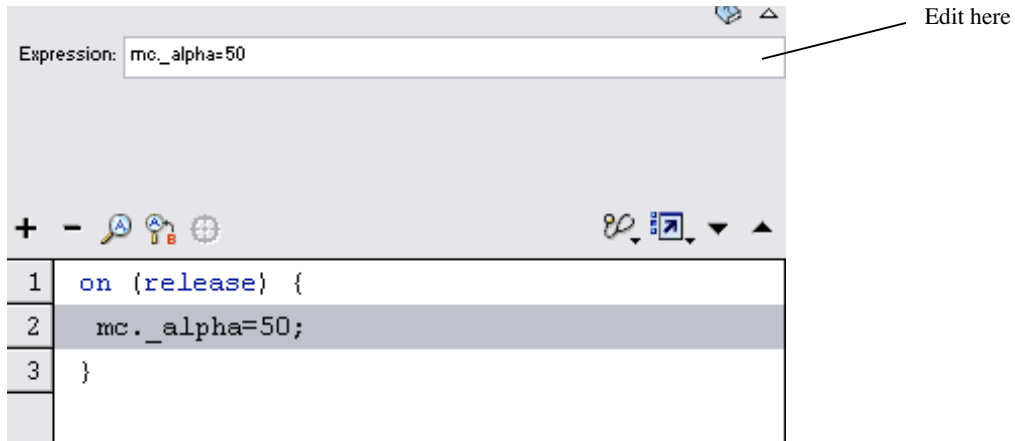 Edit here
Expression: mc._alpha=50
1 on (release) {
2 mc._alpha=50;
3 }